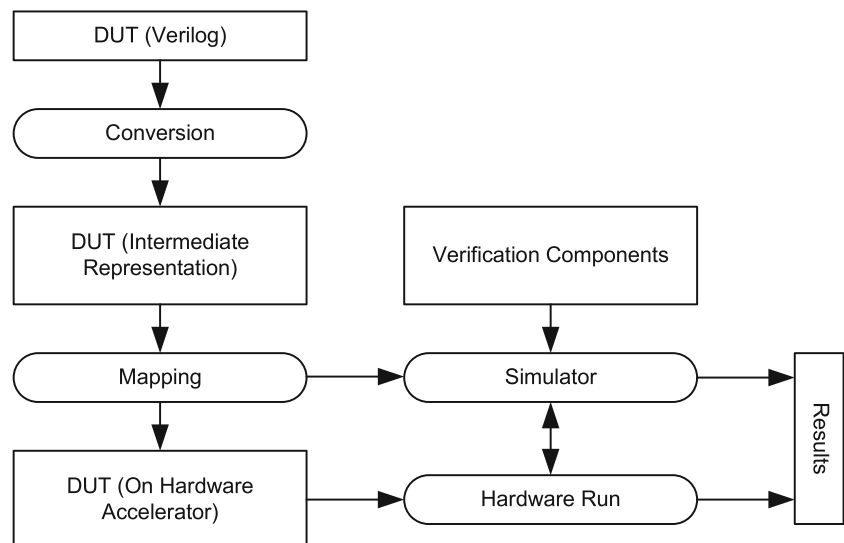 DUT (Verilog)
Conversion
DUT (Intermediate
Representation)
Verification Components
Mapping
Simulator
Results
DUT (On Hardware
Accelerator)
Hardware Run